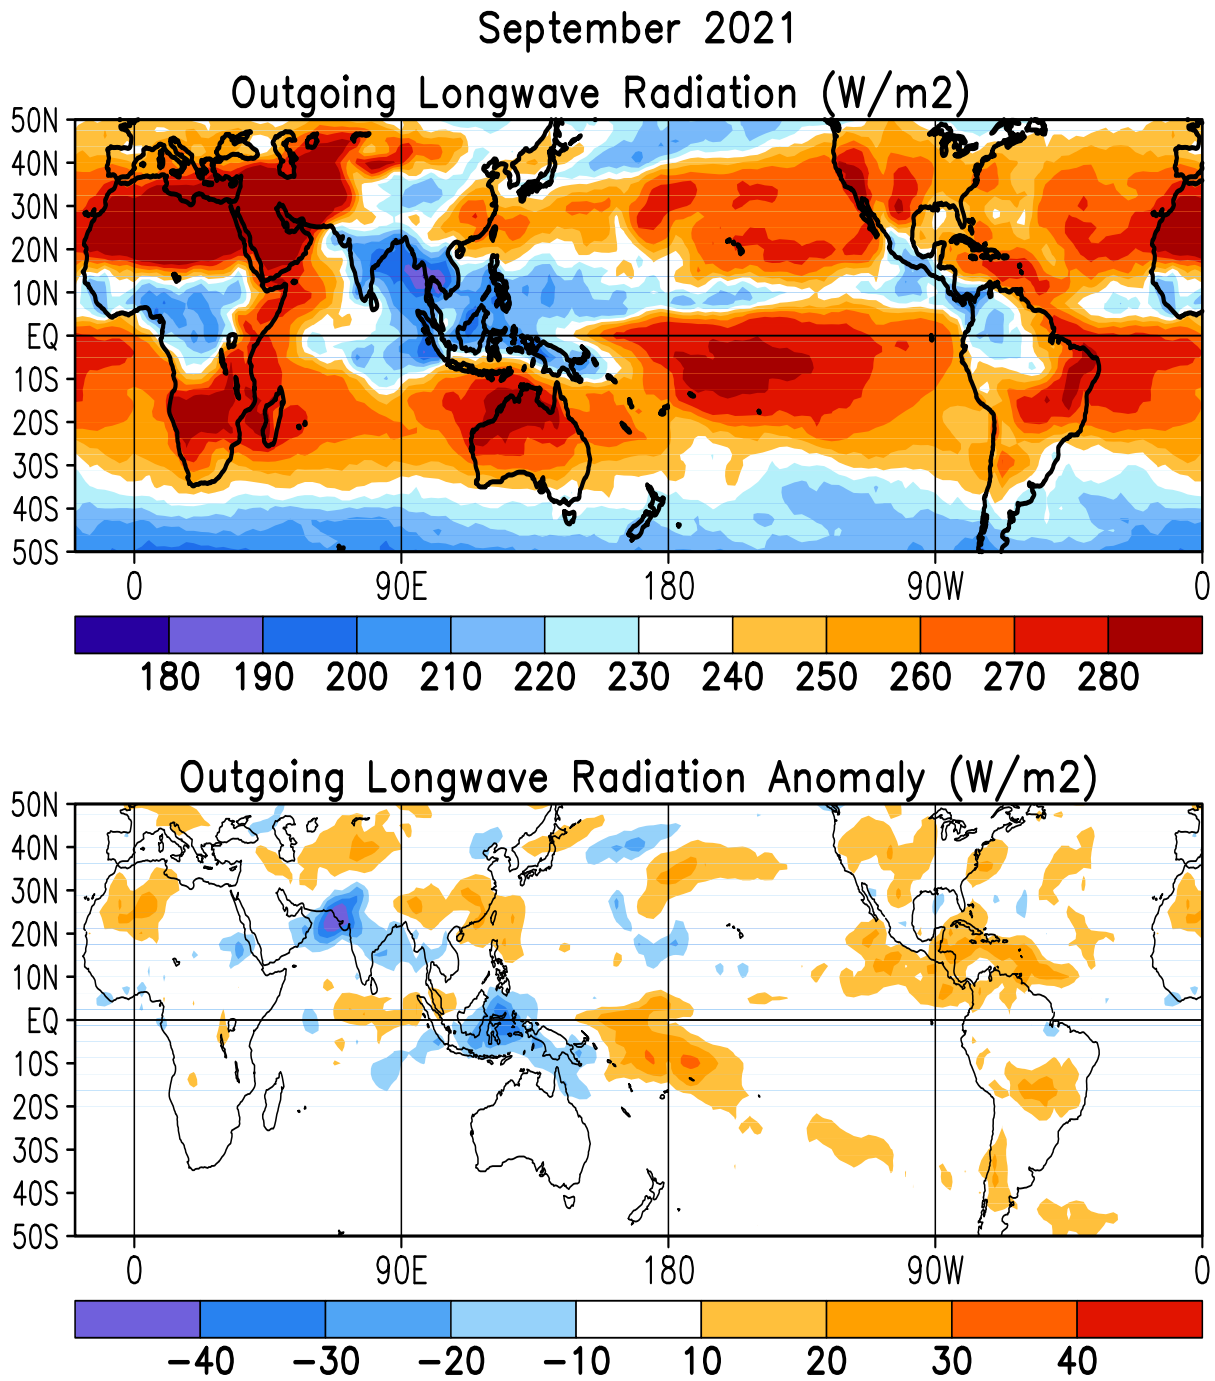 September 2021
Outgoing Longwave Radiation (W/m2)
50N
40N
30N
20N
10N
EQ
10S
20S
30S
40S
50S
0 90E 180 90W 0
180 190 200 210 220 230 240 250 260 270 280
Outgoing Longwave Radiation Anomaly (W/m2)
50N
40N
30N
20N
10N
EQ
10S
20S
30S
40S
50S
0 90E 180 90W 0
−40 −30 −20 −10 10 20 30 40